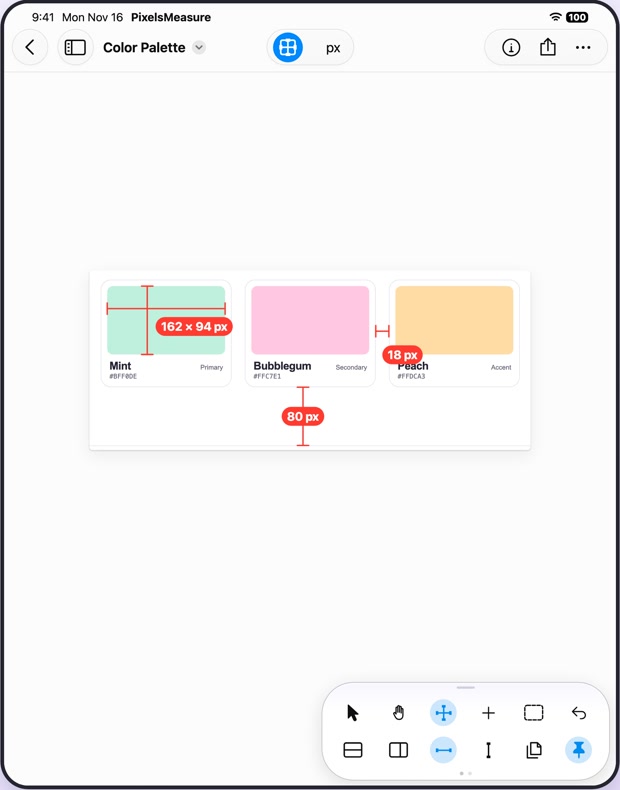 9:41 Mon Nov 16 PixelsMeasure
100
Color Palette
px
162 × 94 px
18 px
Mint Primary
#BFF0DE
Bubblegum Secondary
#FFC7E1
Peach Accent
#FFDCA3
80 px